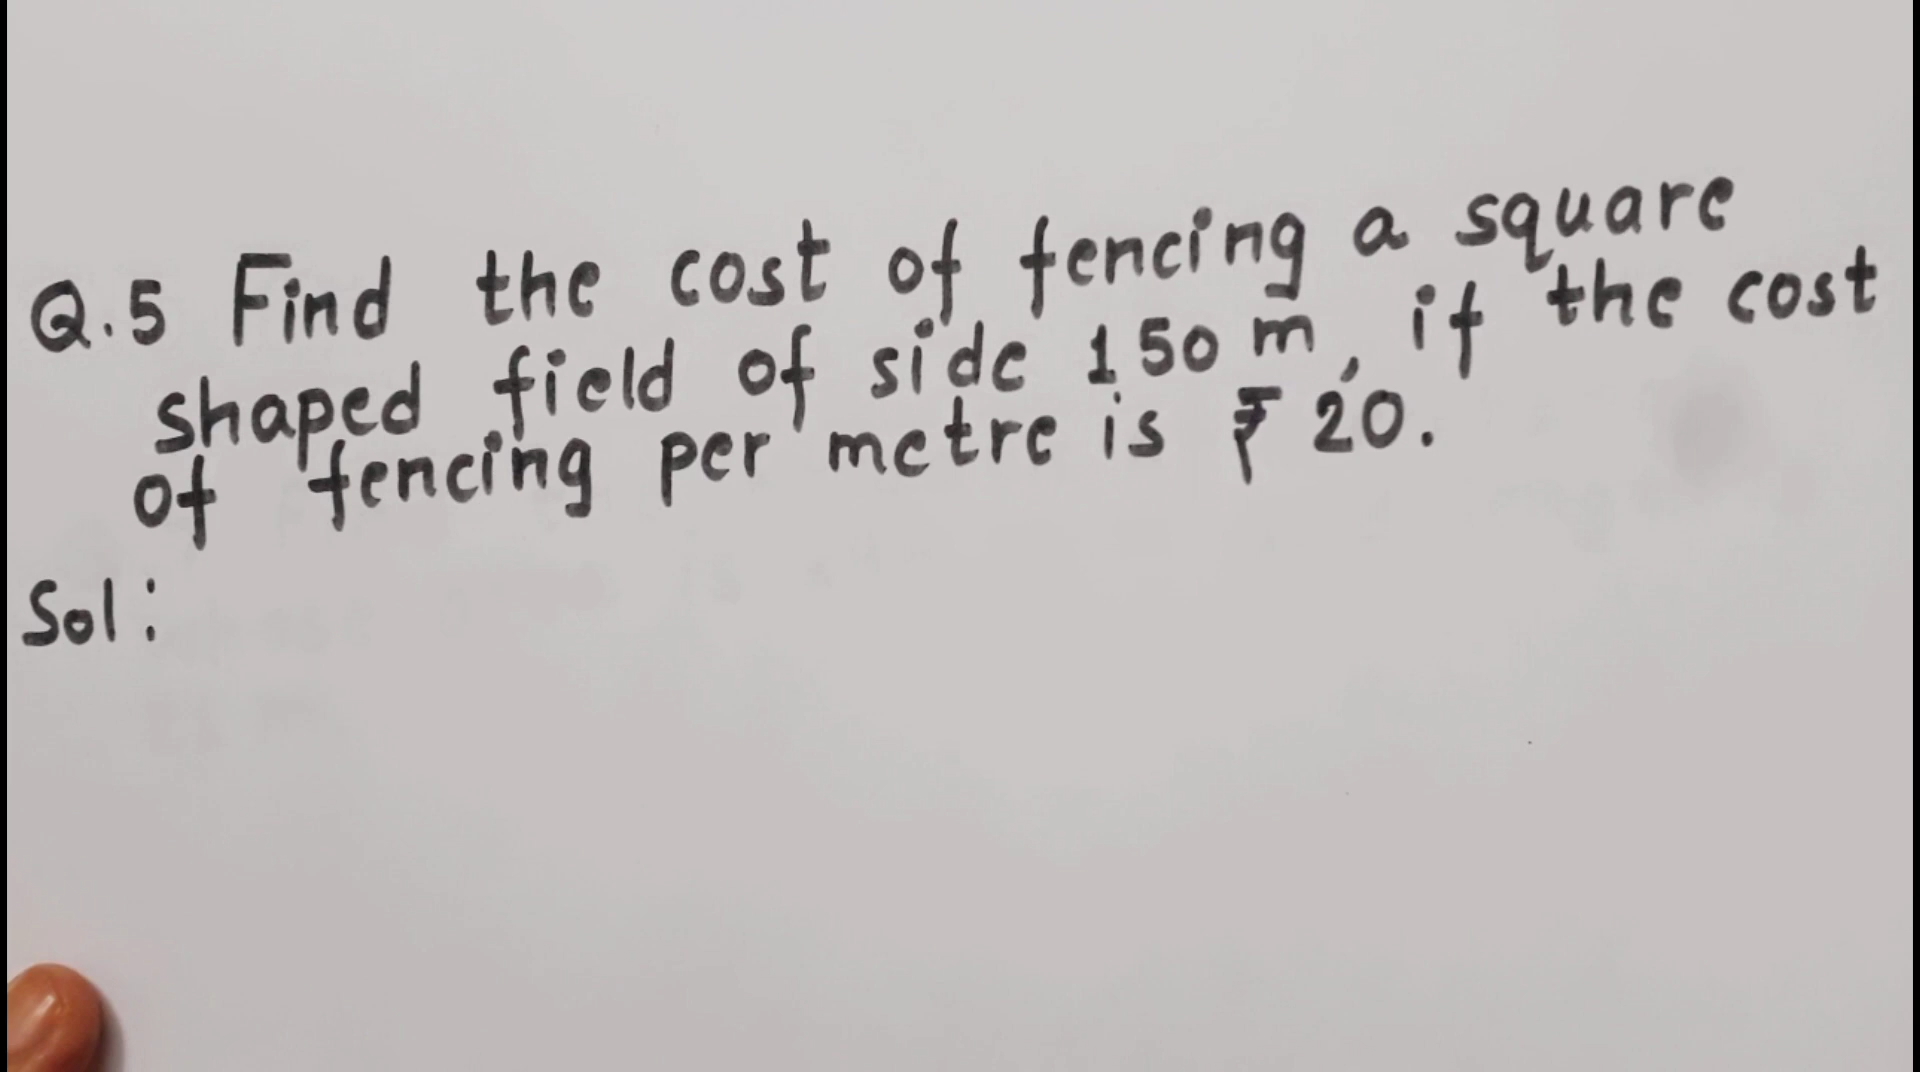 Q.5 Find the cost of fencing a square
shaped field of side 150 m, if the cost
of fencing per metre is ₹ 20.
Sol: